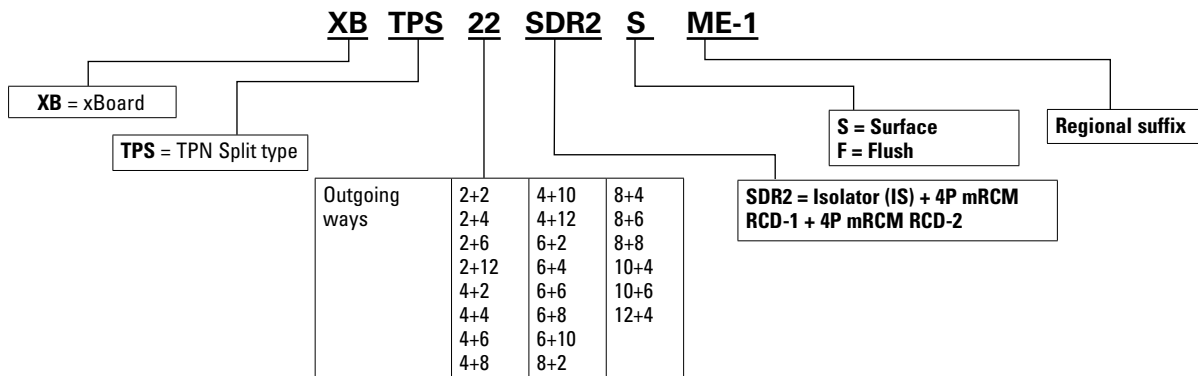 XB TPS 22 SDR2 S ME-1
XB = xBoard
TPS = TPN Split type
Outgoing ways
2+2
2+4
2+6
2+12
4+2
4+4
4+6
4+8
4+10
4+12
6+2
6+4
6+6
6+8
6+10
8+2
8+4
8+6
8+8
10+4
10+6
12+4
SDR2 = Isolator (IS) + 4P mRCM
RCD-1 + 4P mRCM RCD-2
S = Surface
F = Flush
Regional suffix